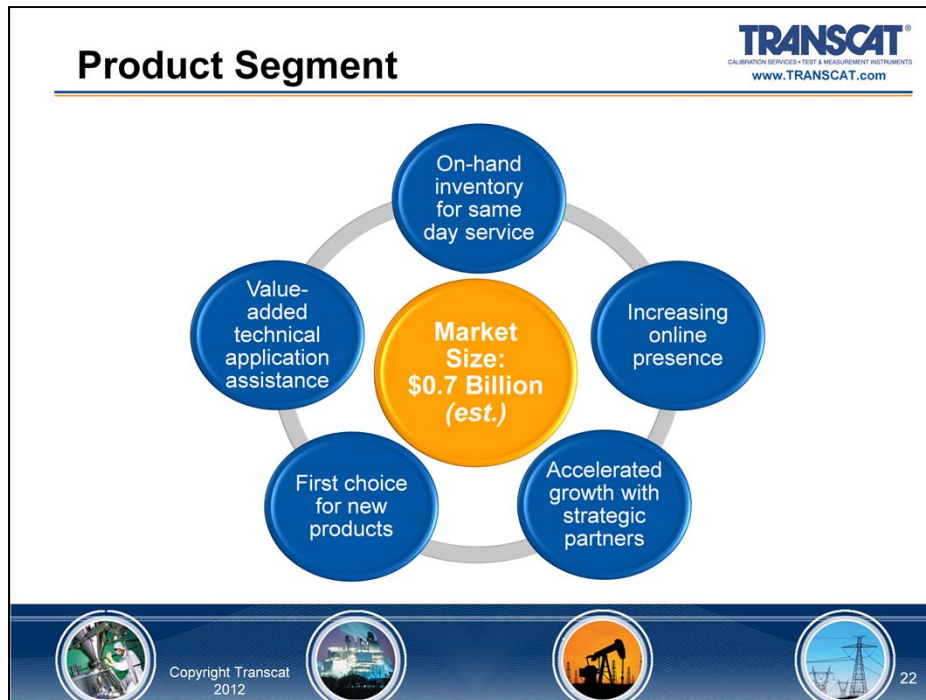 Product Segment
TRANSCAT®
CALIBRATION SERVICES • TEST & MEASUREMENT INSTRUMENTS
www.TRANSCAT.com
On-hand
inventory
for same
day service
Increasing
online
presence
Accelerated
growth with
strategic
partners
First choice
for new
products
Value-
added
technical
application
assistance
Market
Size:
$0.7 Billion
(est.)
Copyright Transcat
2012
22